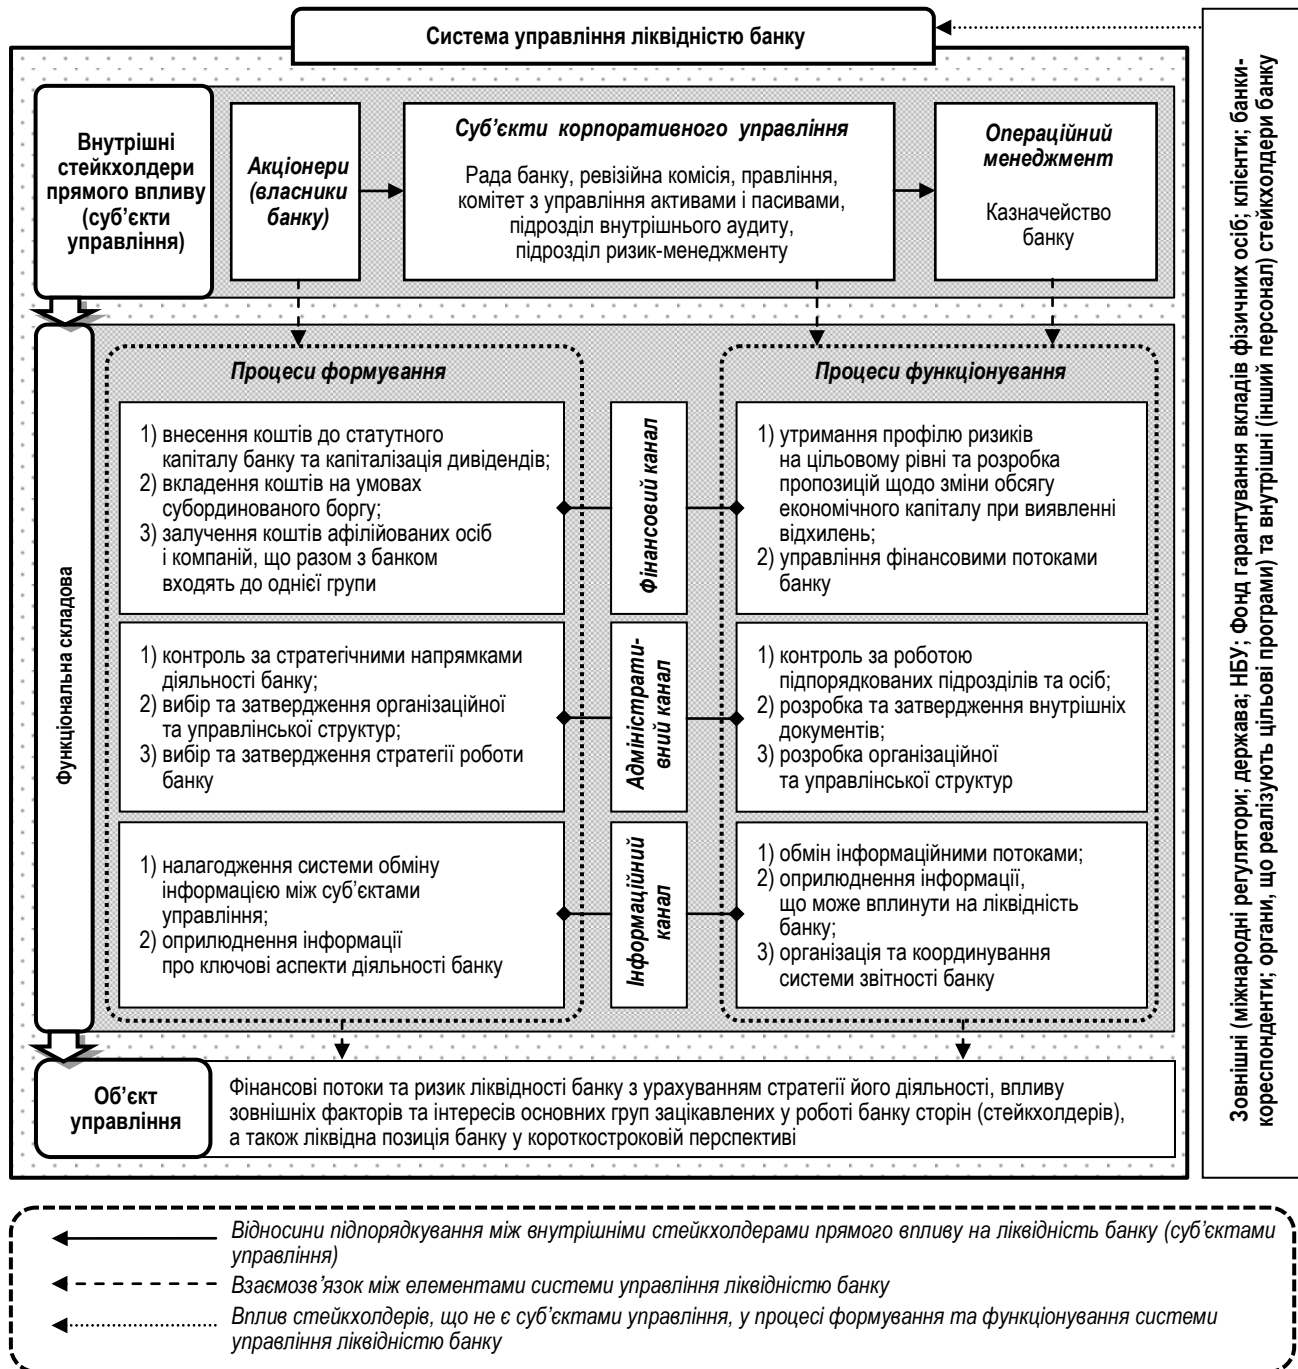 Система управління ліквідністю банку
Внутрішні
стейкхолдери
прямого впливу
(суб’єкти
управління)
Акціонери
(власники
банку)
Суб’єкти корпоративного управління
Рада банку, ревізійна комісія, правління,
комітет з управління активами і пасивами,
підрозділ внутрішнього аудиту,
підрозділ ризик-менеджменту
Операційний
менеджмент
Казначейство
банку
Функціональна складова
Процеси формування
Процеси функціонування
1) внесення коштів до статутного
капіталу банку та капіталізація дивідендів;
2) вкладення коштів на умовах
субординованого боргу;
3) залучення коштів афілійованих осіб
і компаній, що разом з банком
входять до однієї групи
Фінансовий канал
1) утримання профілю ризиків
на цільовому рівні та розробка
пропозицій щодо зміни обсягу
економічного капіталу при виявленні
відхилень;
2) управління фінансовими потоками
банку
1) контроль за стратегічними напрямками
діяльності банку;
2) вибір та затвердження організаційної
та управлінської структур;
3) вибір та затвердження стратегії роботи
банку
Адміністрати-
вний канал
1) контроль за роботою
підпорядкованих підрозділів та осіб;
2) розробка та затвердження внутрішніх
документів;
3) розробка організаційної
та управлінської структур
1) налагодження системи обміну
інформацією між суб’єктами
управління;
2) оприлюднення інформації
про ключові аспекти діяльності банку
Інформаційний
канал
1) обмін інформаційними потоками;
2) оприлюднення інформації,
що може вплинути на ліквідність
банку;
3) організація та координування
системи звітності банку
Об’єкт
управління
Фінансові потоки та ризик ліквідності банку з урахуванням стратегії його діяльності, впливу
зовнішніх факторів та інтересів основних груп зацікавлених у роботі банку сторін (стейкхолдерів),
а також ліквідна позиція банку у короткостроковій перспективі
Зовнішні (міжнародні регулятори; держава; НБУ; Фонд гарантування вкладів фізичних осіб; клієнти; банки-
кореспонденти; органи, що реалізують цільові програми) та внутрішні (інший персонал) стейкхолдери банку
Відносини підпорядкування між внутрішніми стейкхолдерами прямого впливу на ліквідність банку (суб’єктами
управління)
Взаємозв’язок між елементами системи управління ліквідністю банку
Вплив стейкхолдерів, що не є суб’єктами управління, у процесі формування та функціонування системи
управління ліквідністю банку